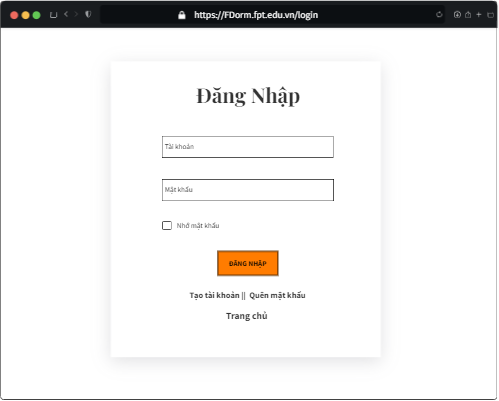 https://FDorm.fpt.edu.vn/login
Đăng Nhập
Tài khoản
Mật khẩu
Nhớ mật khẩu
ĐĂNG NHẬP
Tạo tài khoản || Quên mật khẩu
Trang chủ